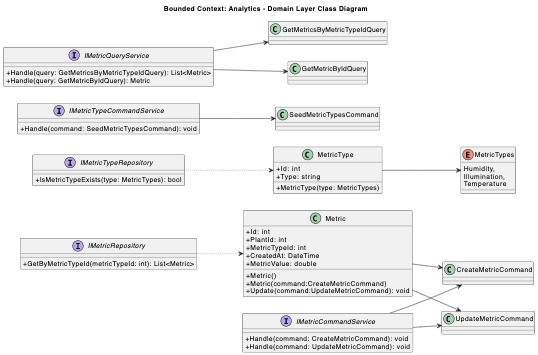 Bounded Context: Analytics - Domain Layer Class Diagram
C GetMetricsByMetricTypeIdQuery
I IMetricQueryService
+Handle(query: GetMetricsByMetricTypeIdQuery): List<Metric>
+Handle(query: GetMetricByIdQuery): Metric
C GetMetricByIdQuery
I IMetricTypeCommandService
+Handle(command: SeedMetricTypesCommand): void
C SeedMetricTypesCommand
I IMetricTypeRepository
+IsMetricTypeExists(type: MetricTypes): bool
C MetricType
+Id: int
+Type: string
+MetricType(type: MetricTypes)
E MetricTypes
Humidity,
Illumination,
Temperature
I IMetricRepository
+GetByMetricTypeId(metricTypeId: int): List<Metric>
C Metric
+Id: int
+PlantId: int
+MetricTypeId: int
+CreatedAt: DateTime
+MetricValue: double
+Metric()
+Metric(command:CreateMetricCommand)
+Update(command:UpdateMetricCommand): void
C CreateMetricCommand
I IMetricCommandService
+Handle(command: CreateMetricCommand): void
+Handle(command: UpdateMetricCommand): void
C UpdateMetricCommand